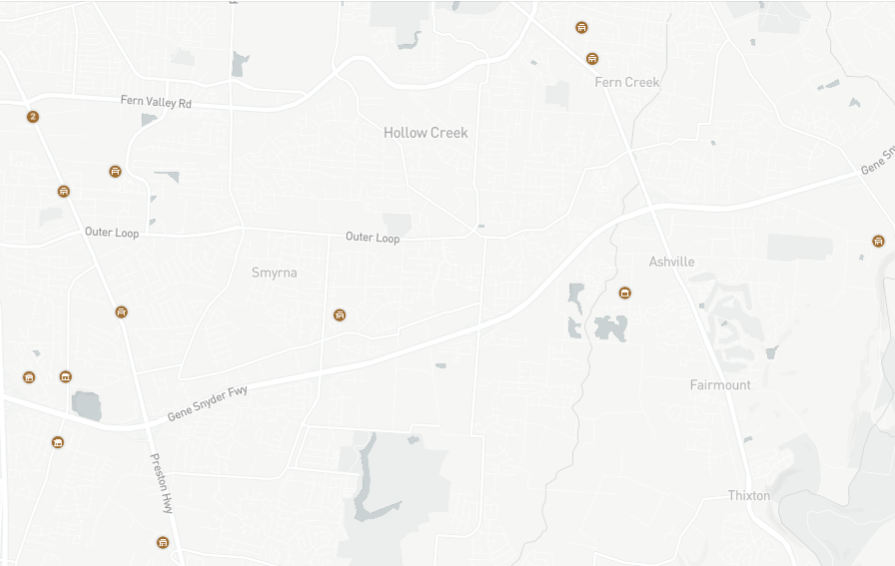 Fern Creek
Fern Valley Rd
2
Hollow Creek
Gene Sny
Outer Loop
Outer Loop
Ashville
Smyrna
Fairmount
Gene Snyder Fwy
Preston Hwy
Thixton